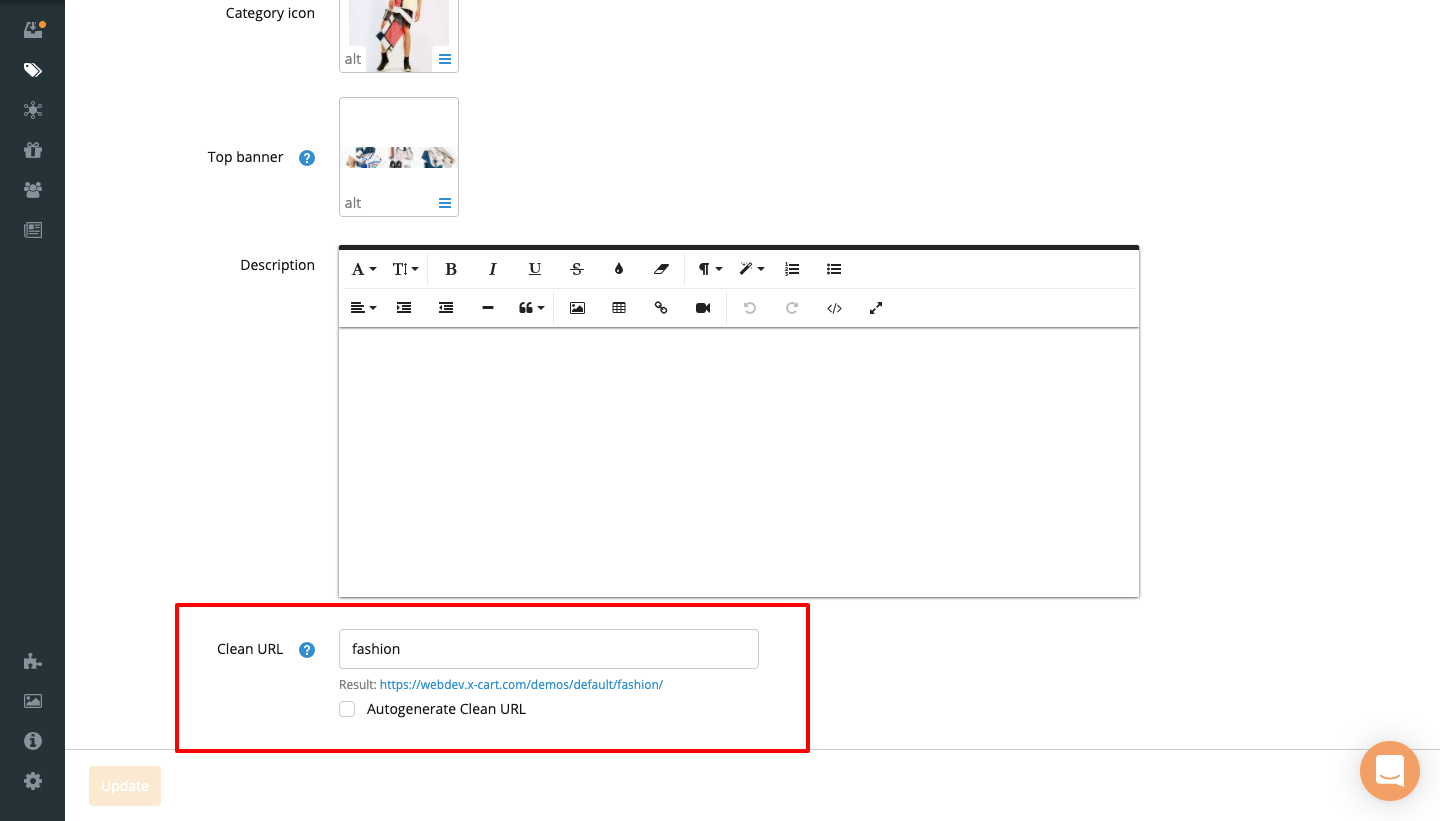 Category icon
alt
Top banner ?
alt
Description
A TI B I U S ¶
Clean URL ? fashion
Result: https://webdev.x-cart.com/demos/default/fashion/
Autogenerate Clean URL
Update